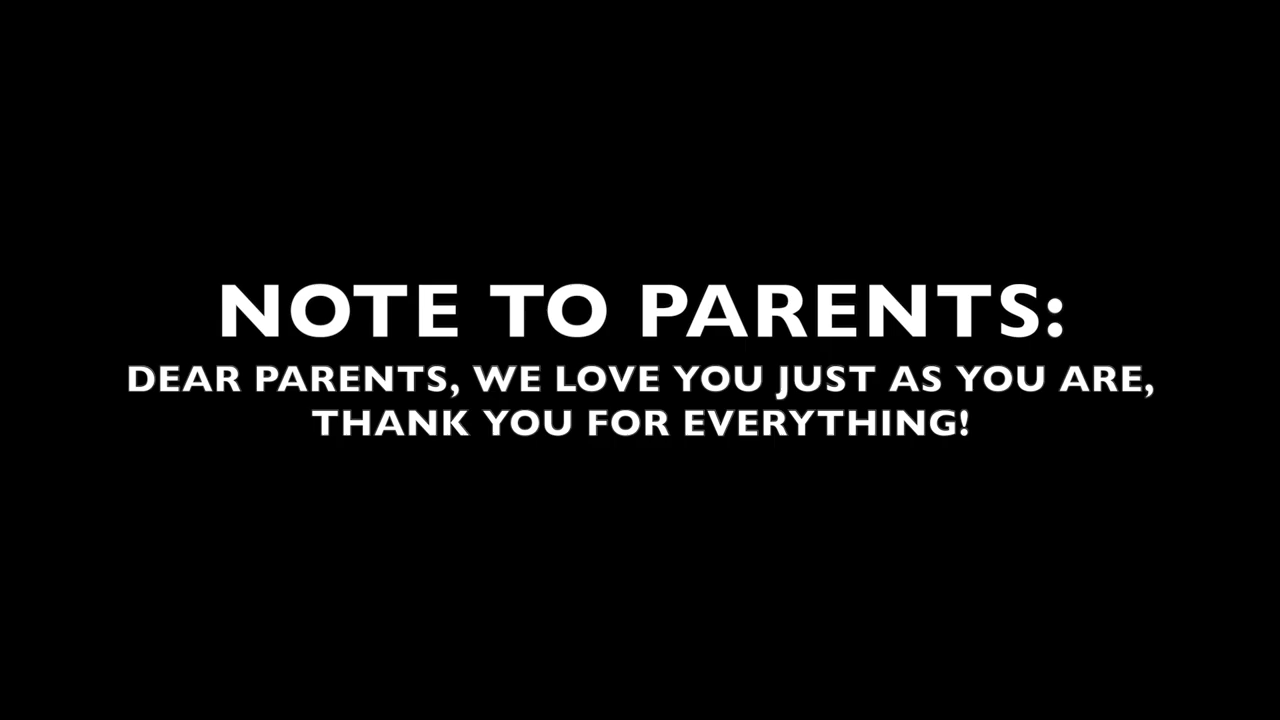 NOTE TO PARENTS:
DEAR PARENTS, WE LOVE YOU JUST AS YOU ARE,
THANK YOU FOR EVERYTHING!